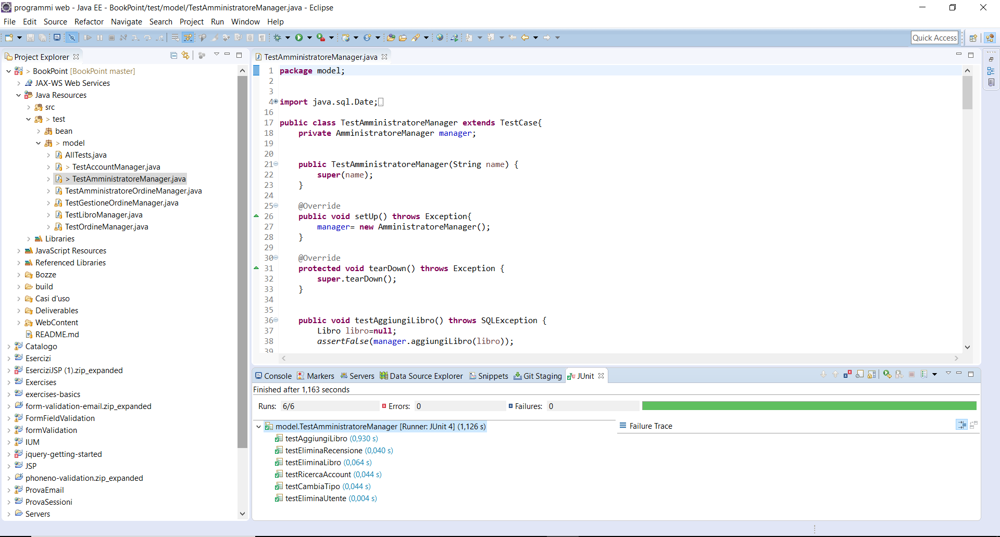 programmi web - Java EE - BookPoint/test/model/TestAmministratoreManager.java - Eclipse
File Edit Source Refactor Navigate Search Project Run Window Help
Quick Access
Project Explorer
> BookPoint [BookPoint master]
JAX-WS Web Services
Java Resources
src
> test
bean
> model
AllTests.java
> TestAccountManager.java
> TestAmministratoreManager.java
TestAmministratoreOrdineManager.java
TestGestioneOrdineManager.java
TestLibroManager.java
TestOrdineManager.java
Libraries
JavaScript Resources
Referenced Libraries
Bozze
build
Casi d'uso
Deliverables
WebContent
README.md
Catalogo
Esercizi
EserciziJSP (1).zip_expanded
Exercises
exercises-basics
form-validation-email.zip_expanded
FormFieldValidation
formValidation
IUM
jquery-getting-started
JSP
phoneno-validation.zip_expanded
ProvaEmail
ProvaSessioni
Servers
TestAmministratoreManager.java
1 package model;
2
3
4 import java.sql.Date;
16
17 public class TestAmministratoreManager extends TestCase{
18 private AmministratoreManager manager;
19
20
21 public TestAmministratoreManager(String name) {
22 super(name);
23 }
24
25 @Override
26 public void setUp() throws Exception{
27 manager= new AmministratoreManager();
28 }
29
30 @Override
31 protected void tearDown() throws Exception {
32 super.tearDown();
33 }
34
35
36 public void testAggiungiLibro() throws SQLException {
37 Libro libro=null;
38 assertFalse(manager.aggiungiLibro(libro));
39
Console Markers Servers Data Source Explorer Snippets Git Staging JUnit
Finished after 1,163 seconds
Runs: 6/6 Errors: 0 Failures: 0
model.TestAmministratoreManager [Runner: JUnit 4] (1,126 s)
testAggiungiLibro (0,930 s)
testEliminaRecensione (0,040 s)
testEliminaLibro (0,064 s)
testRicercaAccount (0,044 s)
testCambiaTipo (0,044 s)
testEliminaUtente (0,004 s)
Failure Trace